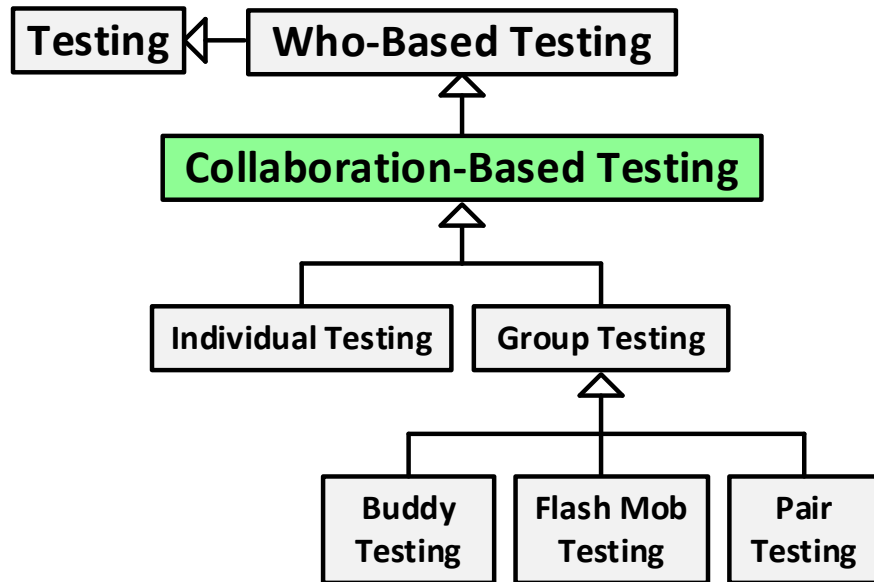 Testing
Who-Based Testing
Collaboration-Based Testing
Individual Testing
Group Testing
Buddy
Testing
Flash Mob
Testing
Pair
Testing